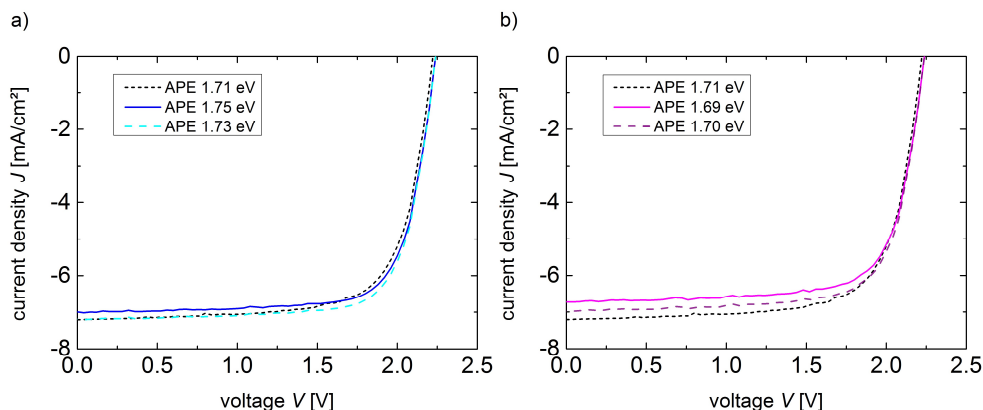 a)
0
-2
-4
-6
-8
0.0
0.5
1.0
1.5
2.0
2.5
current density J [mA/cm²]
voltage V [V]
APE 1.71 eV
APE 1.75 eV
APE 1.73 eV
b)
0
-2
-4
-6
-8
0.0
0.5
1.0
1.5
2.0
2.5
current density J [mA/cm²]
voltage V [V]
APE 1.71 eV
APE 1.69 eV
APE 1.70 eV